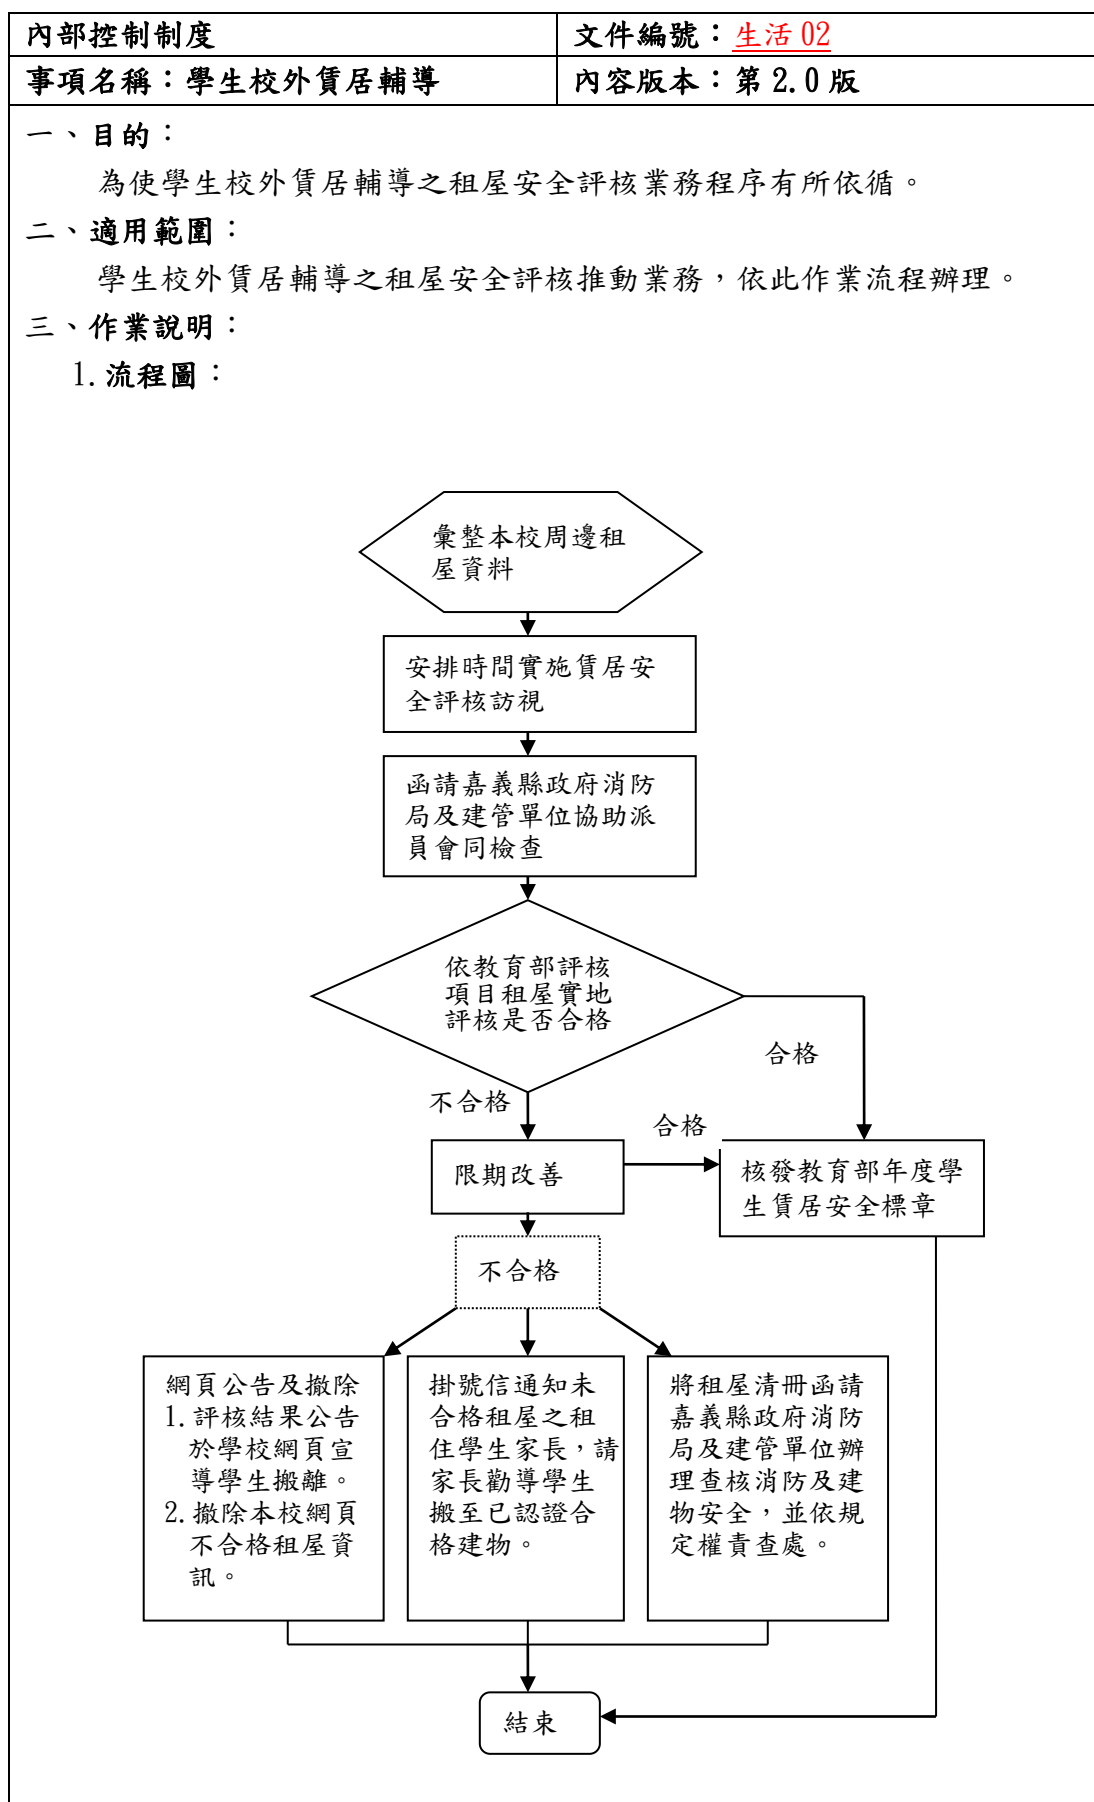 內部控制制度
文件編號：生活02
事項名稱：學生校外賃居輔導
內容版本：第2.0版
一、目的：
為使學生校外賃居輔導之租屋安全評核業務程序有所依循。
二、適用範圍：
學生校外賃居輔導之租屋安全評核推動業務，依此作業流程辦理。
三、作業說明：
1.流程圖：
彙整本校周邊租
屋資料
安排時間實施賃居安
全評核訪視
函請嘉義縣政府消防
局及建管單位協助派
員會同檢查
依教育部評核
項目租屋實地
評核是否合格
合格
不合格
合格
限期改善
核發教育部年度學
生賃居安全標章
不合格
網頁公告及撤除
1.評核結果公告
於學校網頁宣
導學生搬離。
2.撤除本校網頁
不合格租屋資
訊。
掛號信通知未
合格租屋之租
住學生家長，請
家長勸導學生
搬至已認證合
格建物。
將租屋清冊函請
嘉義縣政府消防
局及建管單位辦
理查核消防及建
物安全，並依規
定權責查處。
結束